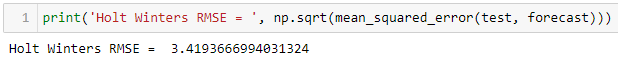 1 print('Holt Winters RMSE = ', np.sqrt(mean_squared_error(test, forecast)))
Holt Winters RMSE =  3.4193666994031324